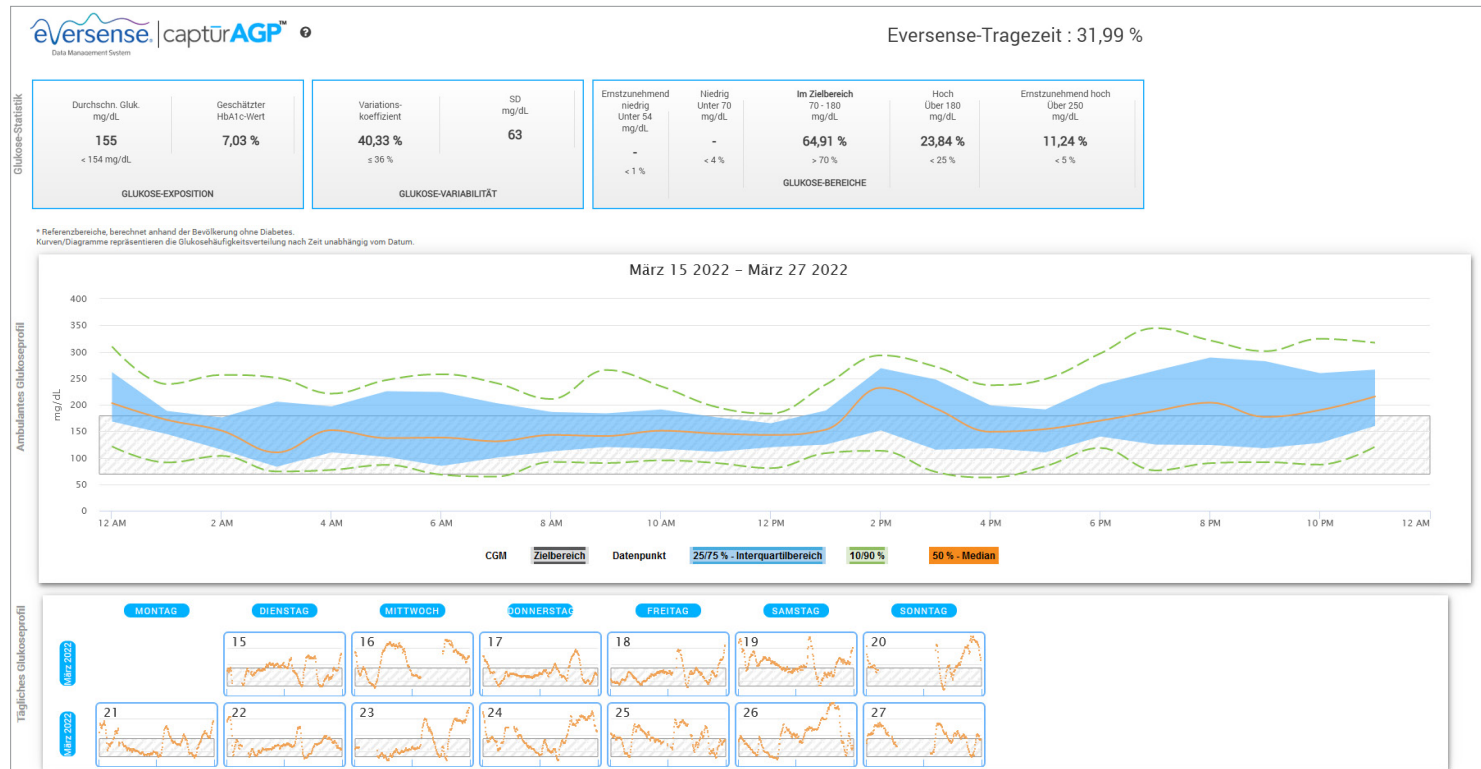 eversense. | captūrAGP™ ?
Data Management System
Eversense-Tragezeit : 31,99 %
Glukose-Statistik
Durchschn. Gluk.
mg/dL
155
< 154 mg/dL
Geschätzter
HbA1c-Wert
7,03 %
GLUKOSE-EXPOSITION
Variations-
koeffizient
40,33 %
≤ 36 %
SD
mg/dL
63
GLUKOSE-VARIABILITÄT
Ernstzunehmend
niedrig
Unter 54
mg/dL
-
< 1 %
Niedrig
Unter 70
mg/dL
-
< 4 %
Im Zielbereich
70 - 180
mg/dL
64,91 %
> 70 %
Hoch
Über 180
mg/dL
23,84 %
< 25 %
Ernstzunehmend hoch
Über 250
mg/dL
11,24 %
< 5 %
GLUKOSE-BEREICHE
* Referenzbereiche, berechnet anhand der Bevölkerung ohne Diabetes.
Kurven/Diagramme repräsentieren die Glukosehäufigkeitsverteilung nach Zeit unabhängig vom Datum.
Ambulantes Glukoseprofil
März 15 2022 – März 27 2022
mg/dL
400
350
300
250
200
150
100
50
0
12 AM 2 AM 4 AM 6 AM 8 AM 10 AM 12 PM 2 PM 4 PM 6 PM 8 PM 10 PM 12 AM
CGM Zielbereich Datenpunkt 25/75 % - Interquartilbereich 10/90 % 50 % - Median
Tägliches Glukoseprofil
MONTAG DIENSTAG MITTWOCH DONNERSTAG FREITAG SAMSTAG SONNTAG
März 2022
15 16 17 18 19 20
März 2022
21 22 23 24 25 26 27